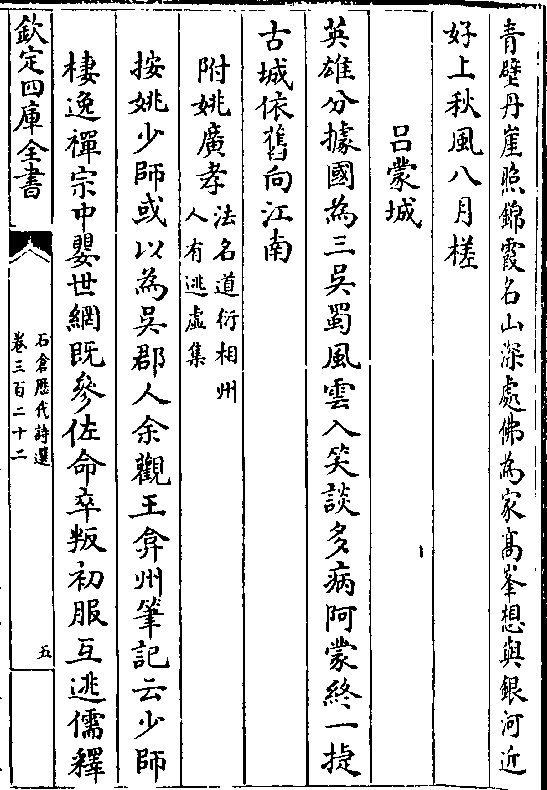 青壁丹崖照錦霞名山深處佛為家髙峯想與銀河近
好上秋風八月槎
吕蒙城
英雄分據國為三吳蜀風雲入笑談多病阿蒙終一捷
古城依舊向江南
附姚廣孝
法名道衍相州
人有逃虚集
按姚少師或以為吳郡人余觀王弇州筆記云少師
棲逸禪宗中嬰世網既參佐命卒叛初服互逃儒釋
欽定四庫全書
石倉歴代詩選
卷三百二十二
五